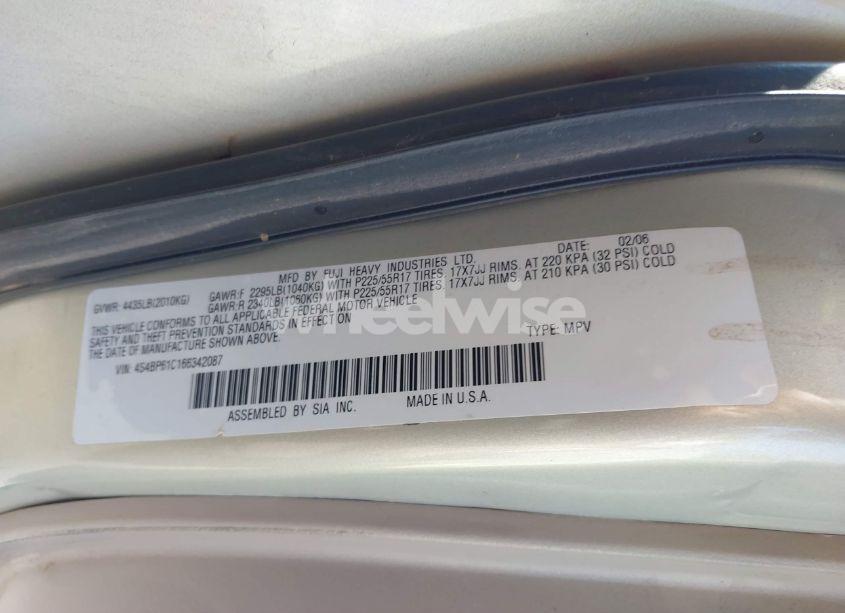 MFD BY FUJI HEAVY INDUSTRIES LTD. DATE: 02/06
GVWR: 4435LB(2010KG) GAWR:F 2295LB(1040KG) WITH P225/55R17 TIRES, 17X7JJ RIMS, AT 220 KPA (32 PSI) COLD
GAWR:R 2340LB(1060KG) WITH P225/55R17 TIRES, 17X7JJ RIMS, AT 210 KPA (30 PSI) COLD
THIS VEHICLE CONFORMS TO ALL APPLICABLE FEDERAL MOTOR VEHICLE
SAFETY AND THEFT PREVENTION STANDARDS IN EFFECT ON
THE DATE OF MANUFACTURE SHOWN ABOVE.
VIN: 4S4BP61C166342087 TYPE: MPV
ASSEMBLED BY SIA INC. MADE IN U.S.A.
wheelwise